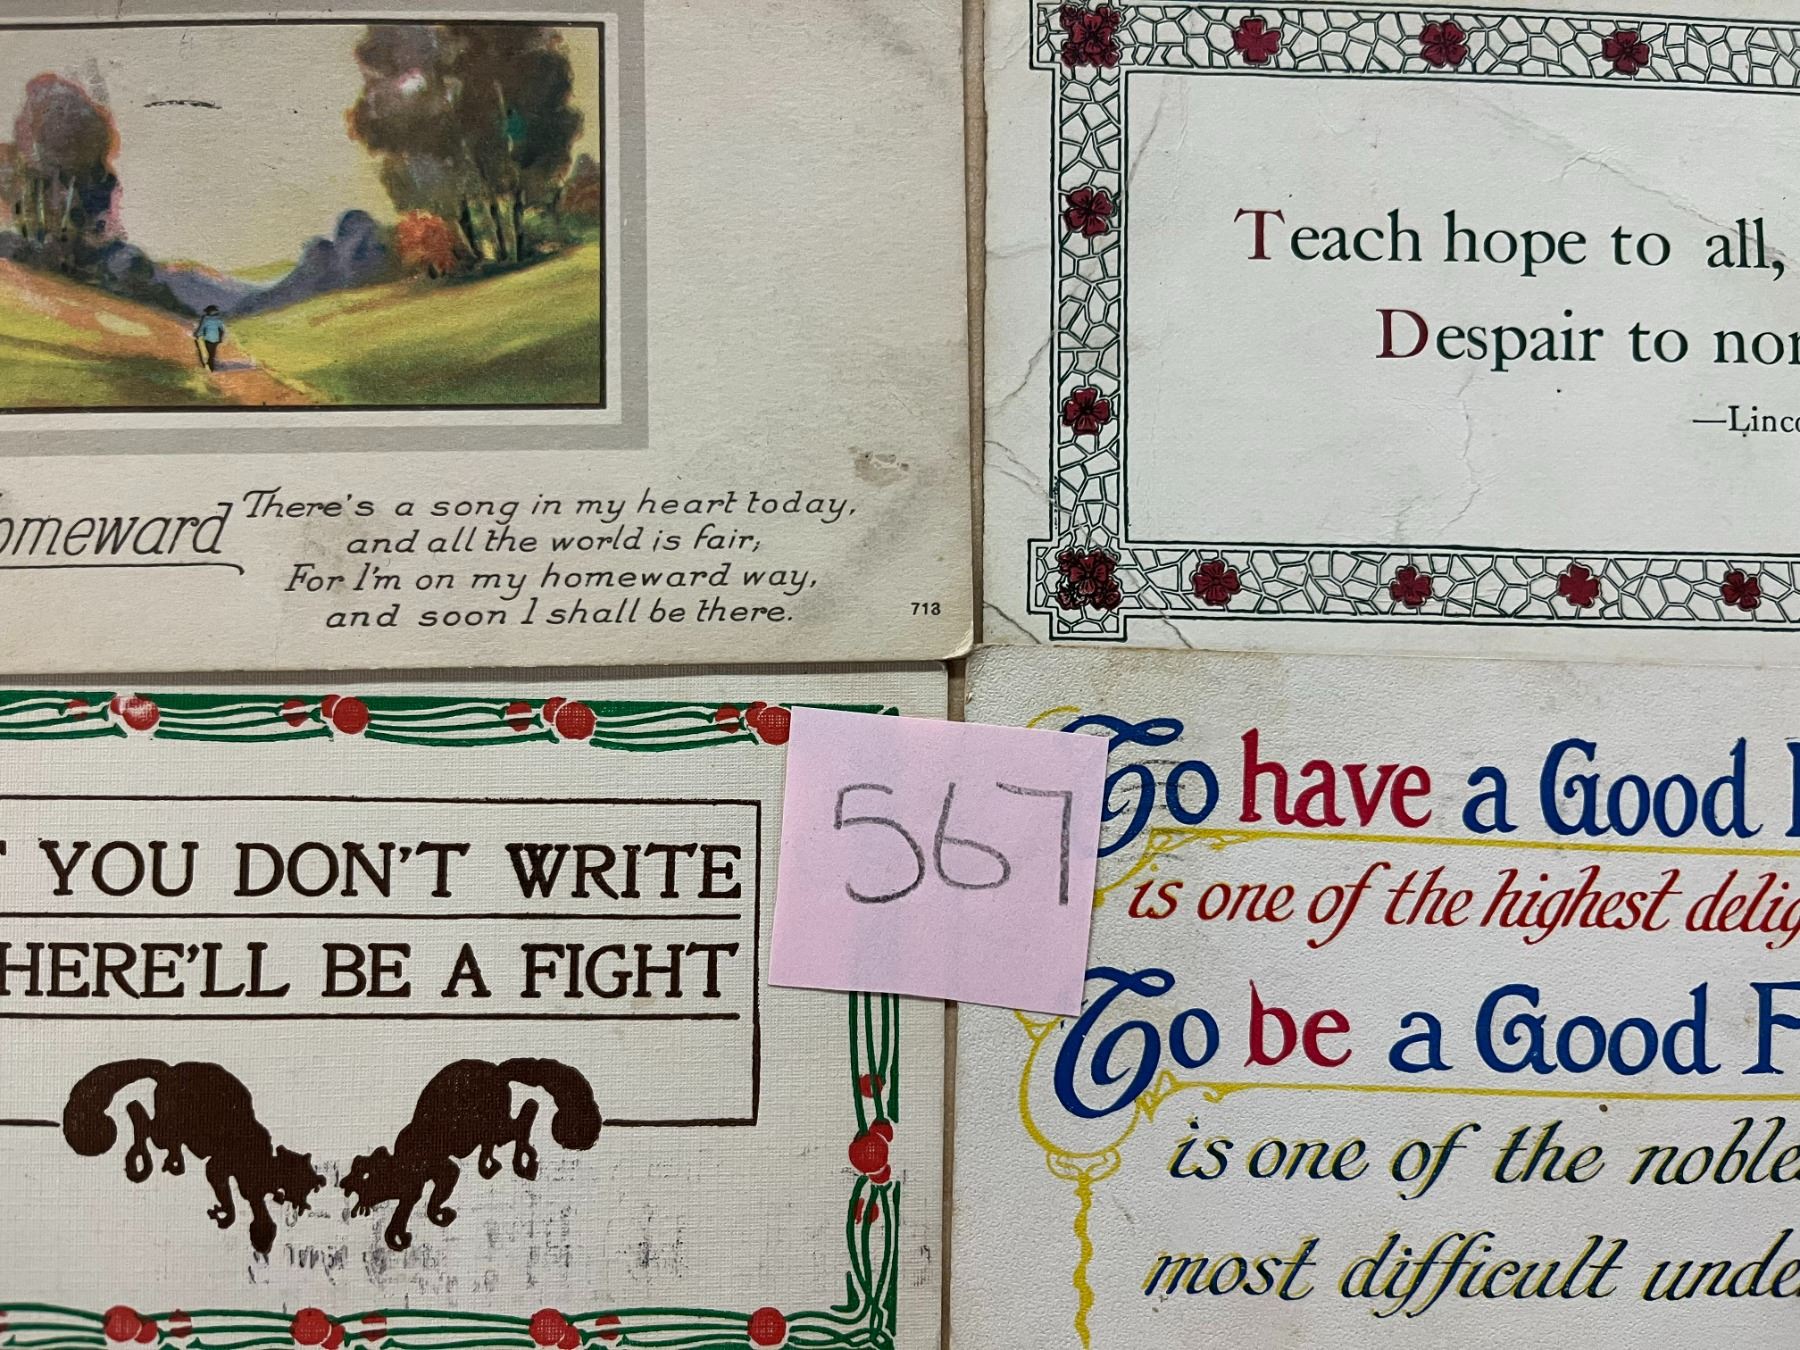 omeward
There's a song in my heart today,
and all the world is fair;
For I'm on my homeward way,
and soon I shall be there.
713
Teach hope to all,
Despair to non
—Linco
YOU DON'T WRITE
HERE'LL BE A FIGHT
567
To have a Good
is one of the highest delig
To be a Good F
is one of the noble
most difficult unde